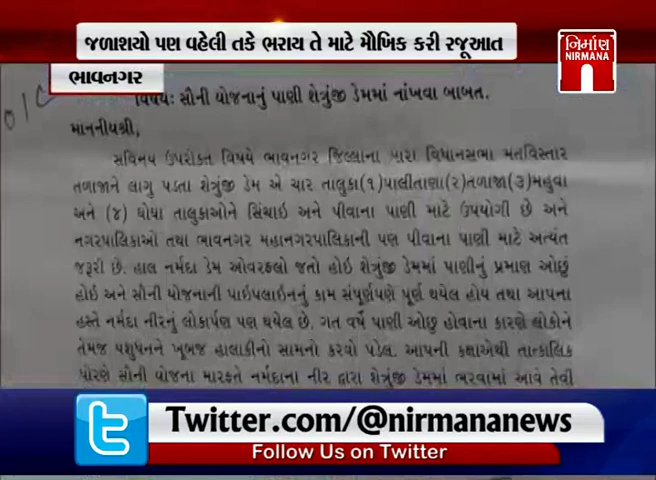 જળાશયો પણ વહેલી તકે ભરાય તે માટે મૌખિક કરી રજૂઆત
નિર્માણ
NIRMANA
ભાવનગર
વિષય: સૌની યોજનાનું પાણી શેત્રુંજી ડેમમાં નાંખવા બાબત.
માનનીયશ્રી,
સવિનય ઉપરોકત વિષયે ભાવનગર જિલ્લાના મારા વિધાનસભા મતવિસ્તાર
તળાજાને લાગુ પડતા શેત્રુંજી ડેમ એ ચાર તાલુકા(૧)પાલીતાણા(૨)તળાજા(૩)મહુવા
અને (૪) ઘોઘા તાલુકાઓને સિંચાઇ અને પીવાના પાણી માટે ઉપયોગી છે અને
નગરપાલિકાઓ તથા ભાવનગર મહાનગરપાલિકાની પણ પીવાના પાણી માટે અત્યંત
જરૂરી છે. હાલ નર્મદા ડેમ ઓવરફલો જતો હોઇ શેત્રુંજી ડેમમાં પાણીનું પ્રમાણ ઓછું
હોઇ અને સૌની યોજનાની પાઇપલાઇનનું કામ સંપૂર્ણપણે પૂર્ણ થયેલ હોય તથા આપના
હસ્તે નર્મદા નીરનું લોકાર્પણ પણ થયેલ છે. ગત વર્ષે પાણી ઓછુ હોવાના કારણે લોકોને
તેમજ પશુધનને ખૂબજ હાલાકીનો સામનો કરવો પડેલ. આપની કક્ષાએથી તાત્કાલિક
ધોરણે સૌની યોજના મારફતે નર્મદાના નીર દ્વારા શેત્રુંજી ડેમમાં ભરવામાં આવે તેવી
Twitter.com/@nirmananews
Follow Us on Twitter